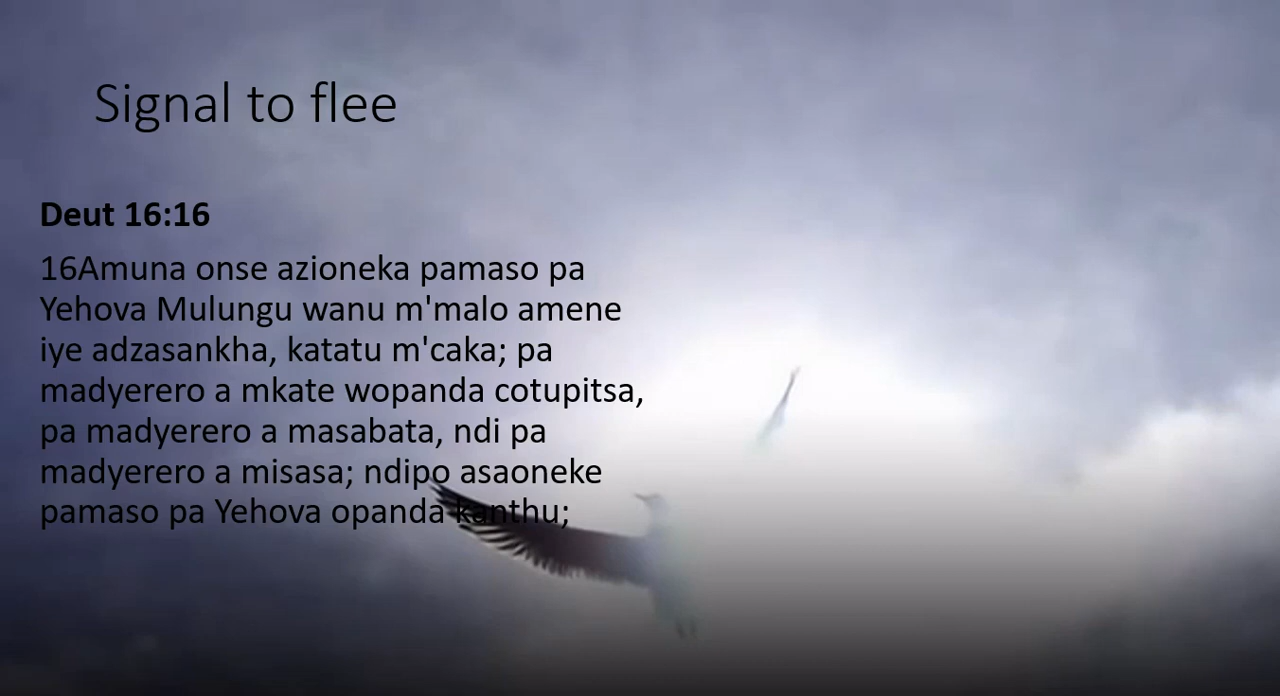 Signal to flee
Deut 16:16
16Amuna onse azioneka pamaso pa
Yehova Mulungu wanu m'malo amene
iye adzasankha, katatu m'caka; pa
madyerero a mkate wopanda cotupitsa,
pa madyerero a masabata, ndi pa
madyerero a misasa; ndipo asaoneke
pamaso pa Yehova opanda kanthu;